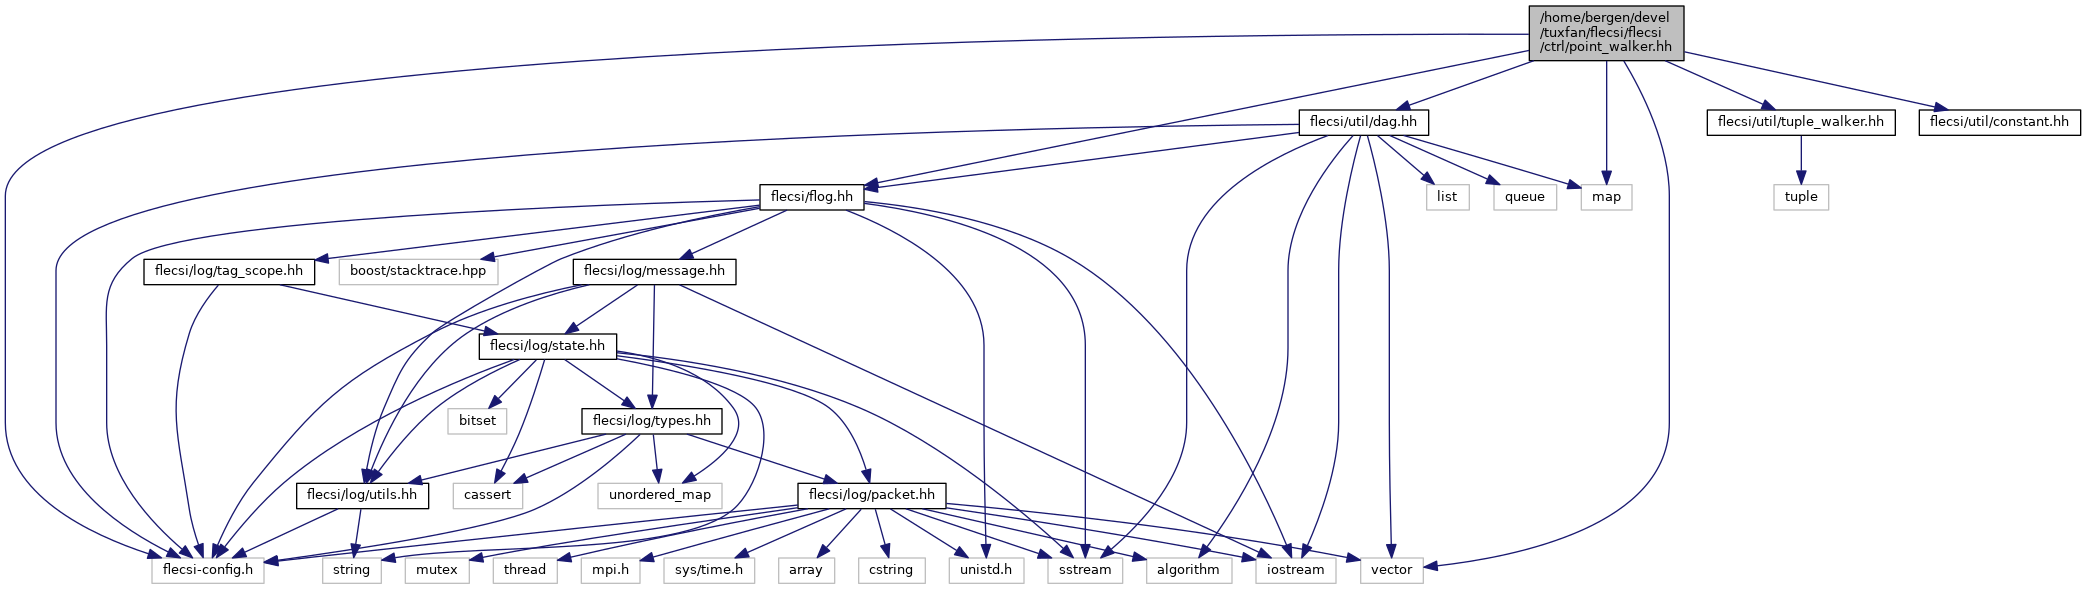 /home/bergen/devel
/tuxfan/flecsi/flecsi
/ctrl/point_walker.hh
flecsi/util/dag.hh
flecsi/util/tuple_walker.hh
flecsi/util/constant.hh
flecsi/flog.hh
list
queue
map
tuple
flecsi/log/tag_scope.hh
boost/stacktrace.hpp
flecsi/log/message.hh
flecsi/log/state.hh
bitset
flecsi/log/types.hh
flecsi/log/utils.hh
cassert
unordered_map
flecsi/log/packet.hh
flecsi-config.h
string
mutex
thread
mpi.h
sys/time.h
array
cstring
unistd.h
sstream
algorithm
iostream
vector